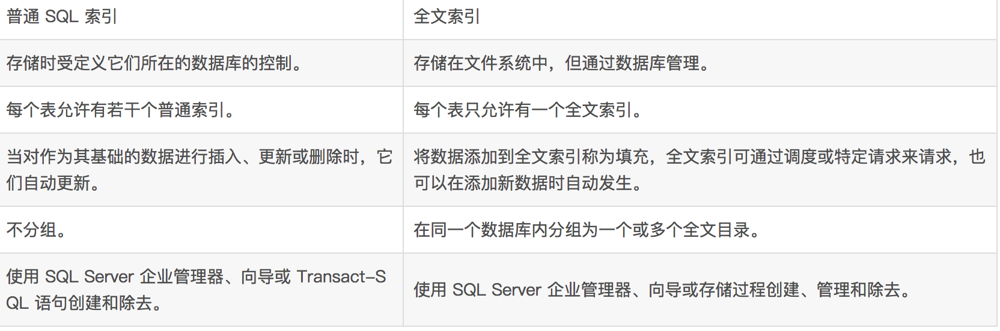 普通 SQL 索引
全文索引
存储时受定义它们所在的数据库的控制。
存储在文件系统中，但通过数据库管理。
每个表允许有若干个普通索引。
每个表只允许有一个全文索引。
当对作为其基础的数据进行插入、更新或删除时，它
们自动更新。
将数据添加到全文索引称为填充，全文索引可通过调度或特定请求来请求，也
可以在添加新数据时自动发生。
不分组。
在同一个数据库内分组为一个或多个全文目录。
使用 SQL Server 企业管理器、向导或 Transact-S
QL 语句创建和除去。
使用 SQL Server 企业管理器、向导或存储过程创建、管理和除去。